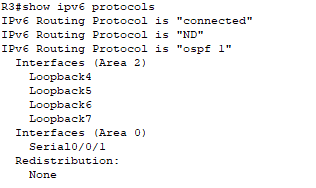 R3#show ipv6 protocols
IPv6 Routing Protocol is "connected"
IPv6 Routing Protocol is "ND"
IPv6 Routing Protocol is "ospf 1"
  Interfaces (Area 2)
    Loopback4
    Loopback5
    Loopback6
    Loopback7
  Interfaces (Area 0)
    Serial0/0/1
  Redistribution:
    None